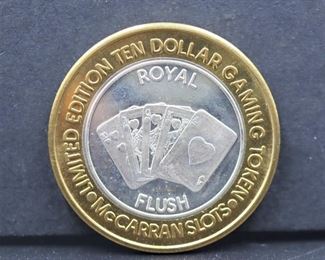 LIMITED EDITION TEN DOLLAR GAMING TOKEN
ROYAL
FLUSH
•McCARRAN SLOTS•